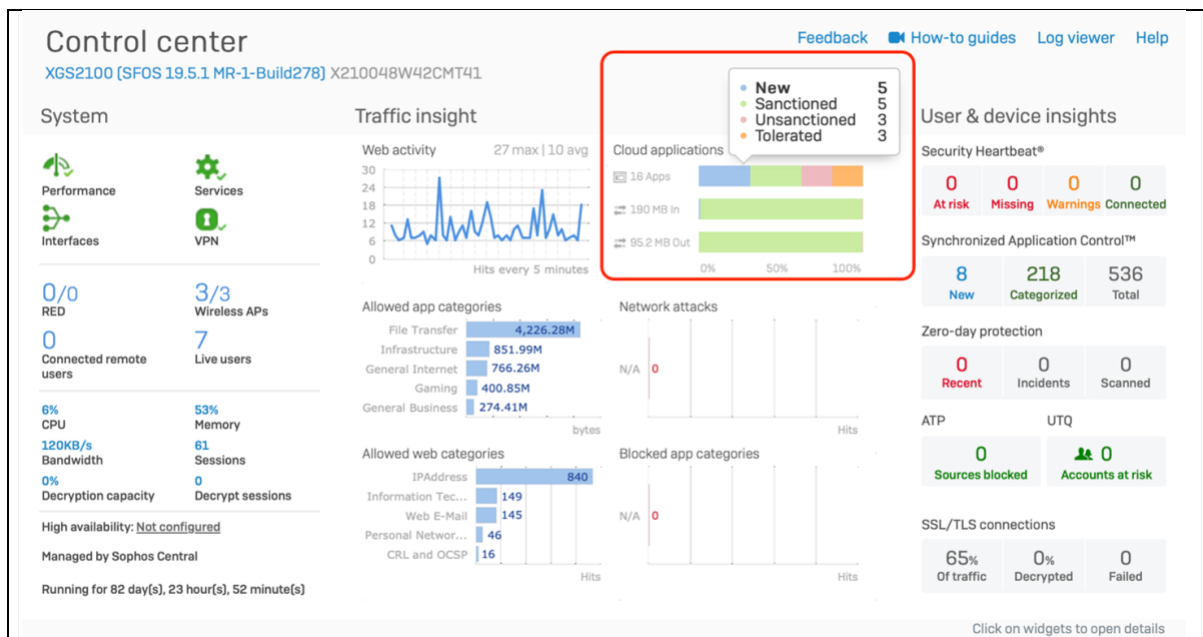 Control center
Feedback How-to guides Log viewer Help
XGS2100 (SFOS 19.5.1 MR-1-Build278) X210048W42CMT41
System
Performance
Services
Interfaces
VPN
0/0
RED
3/3
Wireless APs
0
Connected remote
users
7
Live users
6%
CPU
53%
Memory
120KB/s
Bandwidth
61
Sessions
0%
Decryption capacity
0
Decrypt sessions
High availability: Not configured
Managed by Sophos Central
Running for 82 day(s), 23 hour(s), 52 minute(s)
Traffic insight
Web activity 27 max | 10 avg
30
24
18
12
6
0
Hits every 5 minutes
New 5
Sanctioned 5
Unsanctioned 3
Tolerated 3
Cloud applications
16 Apps
190 MB In
95.2 MB Out
0% 50% 100%
Allowed app categories
File Transfer 4,226.28M
Infrastructure 851.99M
General Internet 766.26M
Gaming 400.85M
General Business 274.41M
bytes
Network attacks
N/A 0
Hits
Allowed web categories
IPAddress 840
Information Tec... 149
Web E-Mail 145
Personal Networ... 46
CRL and OCSP 16
Hits
Blocked app categories
N/A 0
Hits
User & device insights
Security Heartbeat®
0 0 0 0
At risk Missing Warnings Connected
Synchronized Application Control™
8 218 536
New Categorized Total
Zero-day protection
0 0 0
Recent Incidents Scanned
ATP UTQ
0 0
Sources blocked Accounts at risk
SSL/TLS connections
65% 0% 0
Of traffic Decrypted Failed
Click on widgets to open details